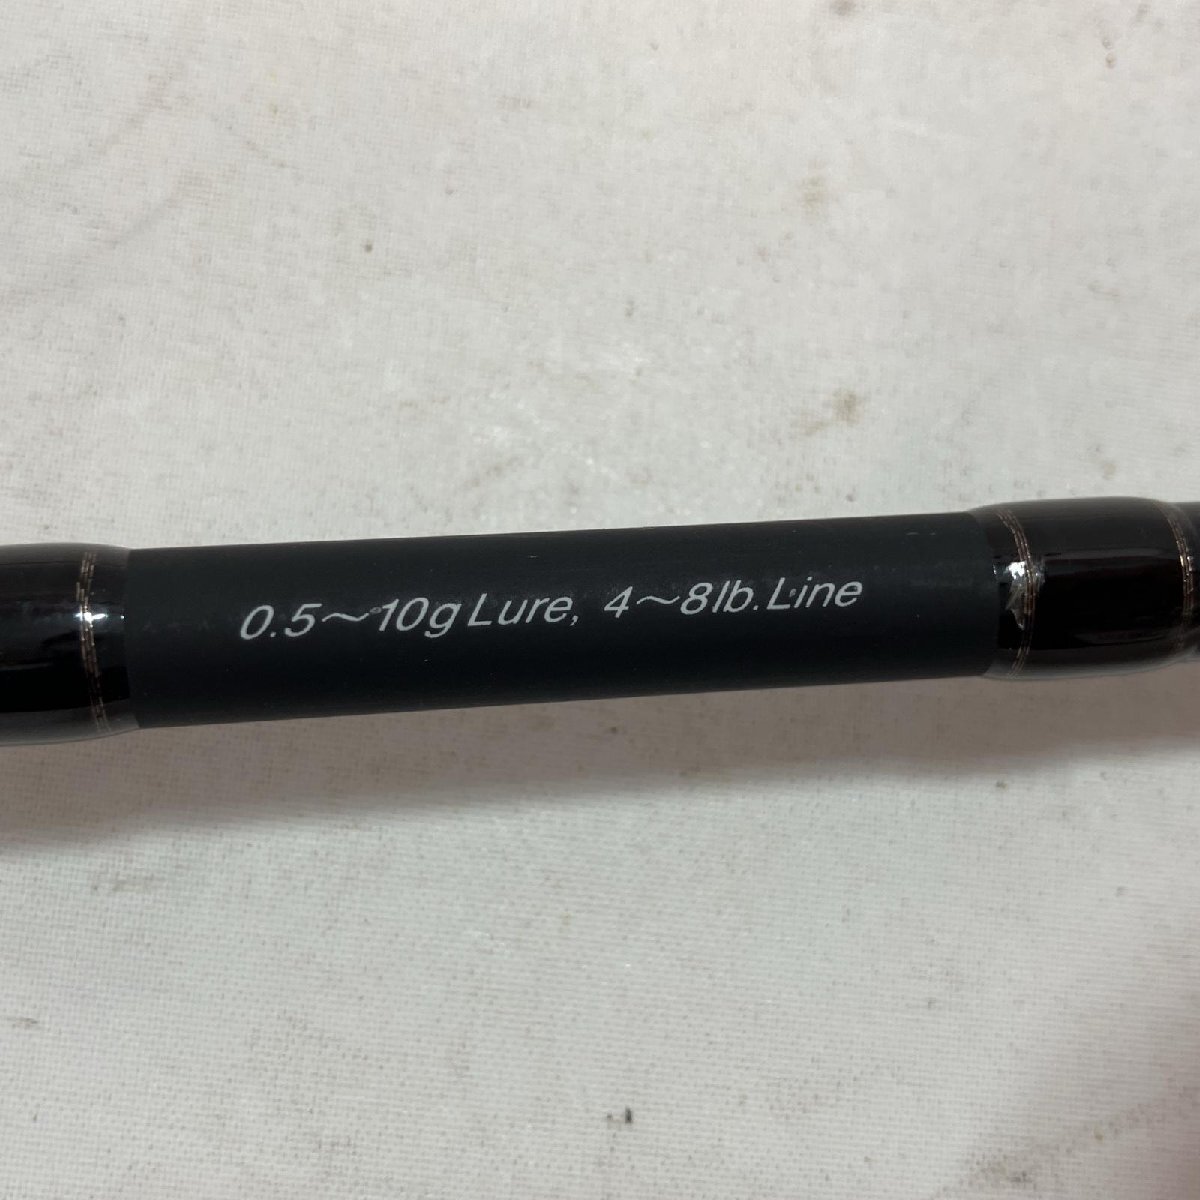 0.5～10g Lure, 4～8lb. Line